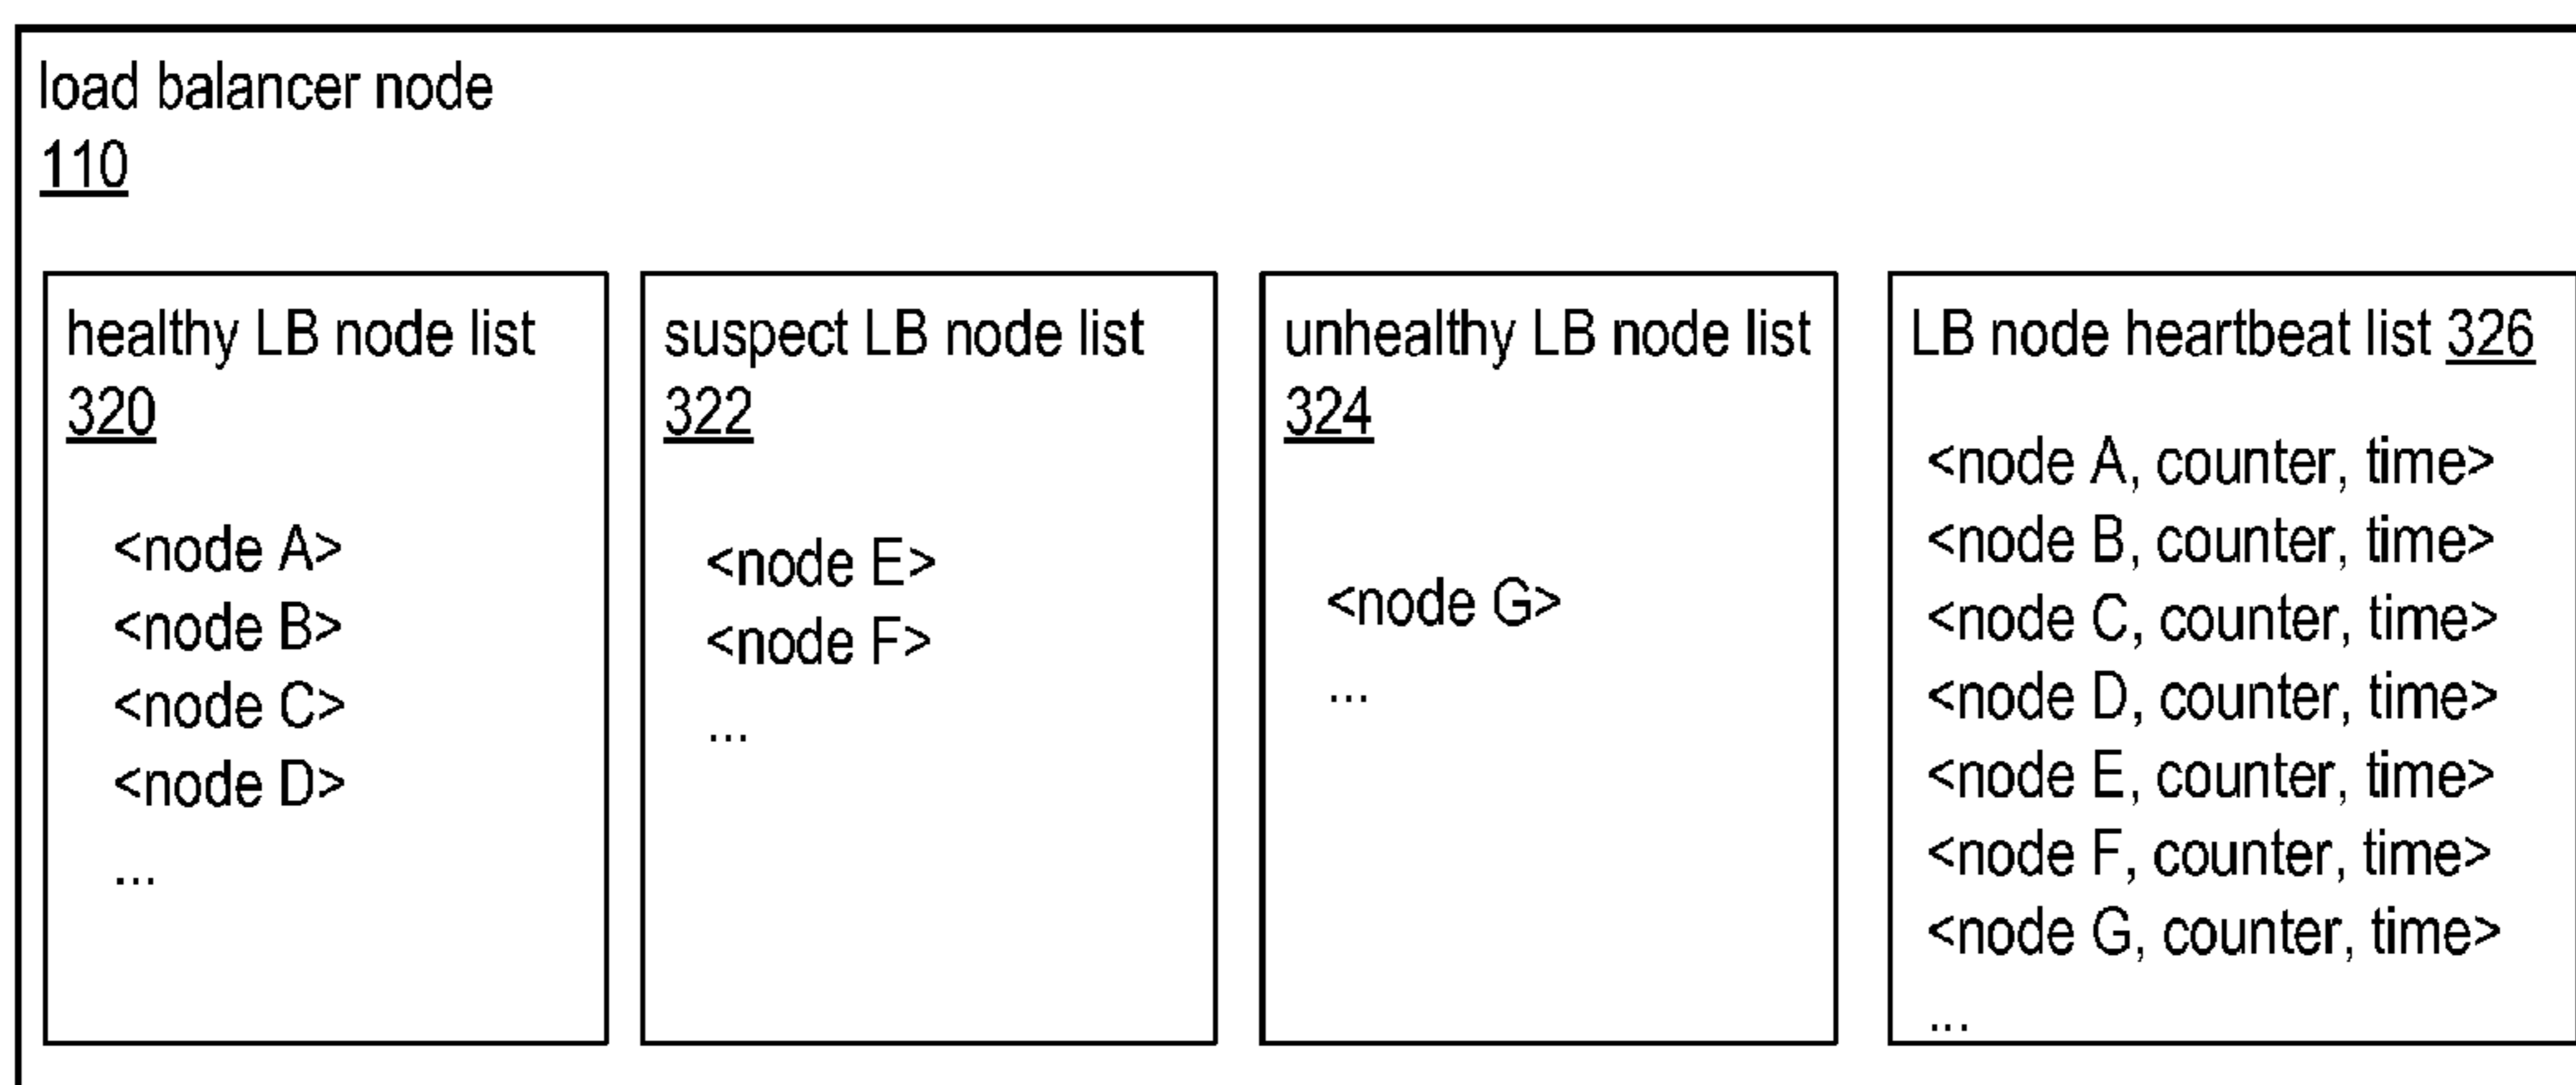 load balancer node
110
healthy LB node list
320
<node A>
<node B>
<node C>
<node D>
...
suspect LB node list
322
<node E>
<node F>
...
unhealthy LB node list
324
<node G>
...
LB node heartbeat list 326
<node A, counter, time>
<node B, counter, time>
<node C, counter, time>
<node D, counter, time>
<node E, counter, time>
<node F, counter, time>
<node G, counter, time>
...